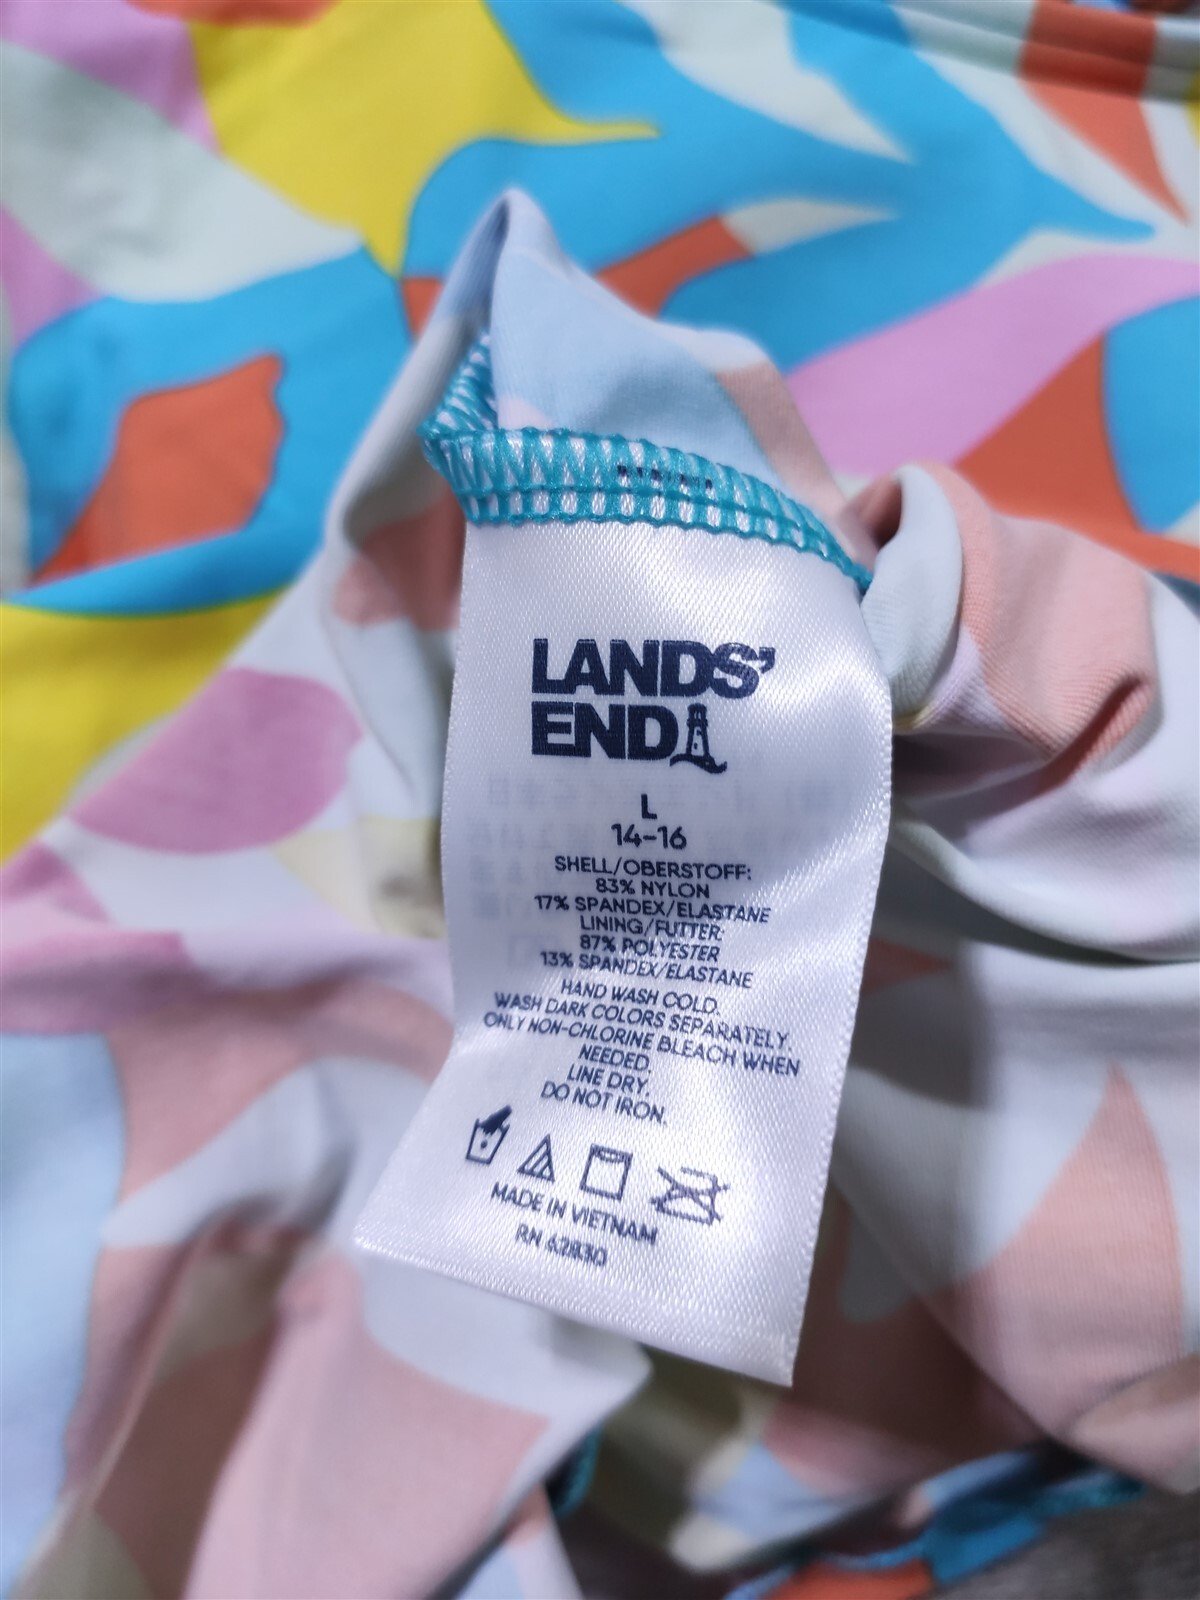 LANDS'
END
L
14-16
SHELL/OBERSTOFF:
83% NYLON
17% SPANDEX/ELASTANE
LINING/FUTTER:
87% POLYESTER
13% SPANDEX/ELASTANE
HAND WASH COLD.
WASH DARK COLORS SEPARATELY.
ONLY NON-CHLORINE BLEACH WHEN
NEEDED.
LINE DRY.
DO NOT IRON.
MADE IN VIETNAM
RN 62830